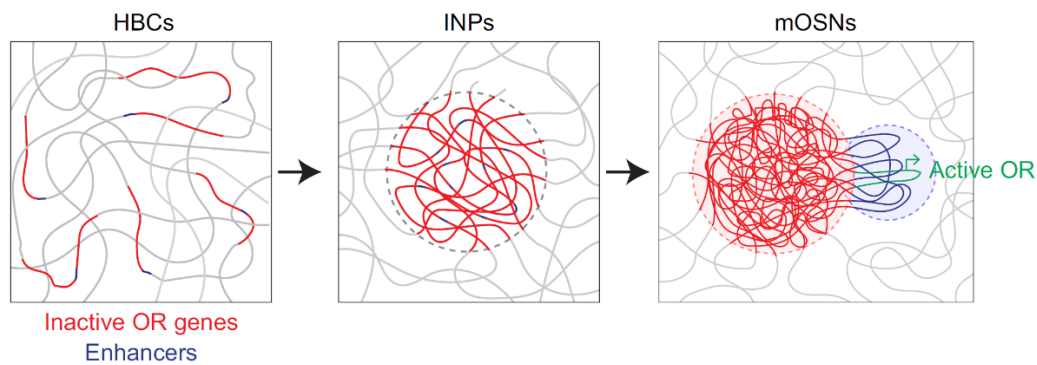 HBCs
INPs
mOSNs
Active OR
Inactive OR genes
Enhancers